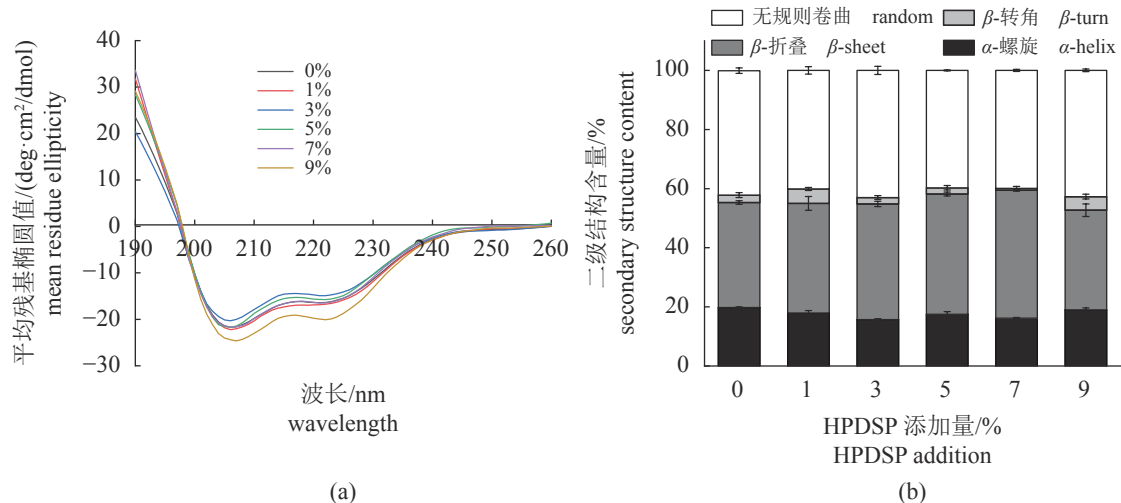 40
30
20
10
0
−10
−20
−30
190 200 210 220 230 240 250 260
0%
1%
3%
5%
7%
9%
平均残基椭圆值/(deg·cm²/dmol)
mean residue ellipticity
波长/nm
wavelength
(a)
无规则卷曲 random
β-转角 β-turn
β-折叠 β-sheet
α-螺旋 α-helix
100
80
60
40
20
0
0 1 3 5 7 9
二级结构含量/%
secondary structure content/%
HPDSP 添加量/%
HPDSP addition
(b)